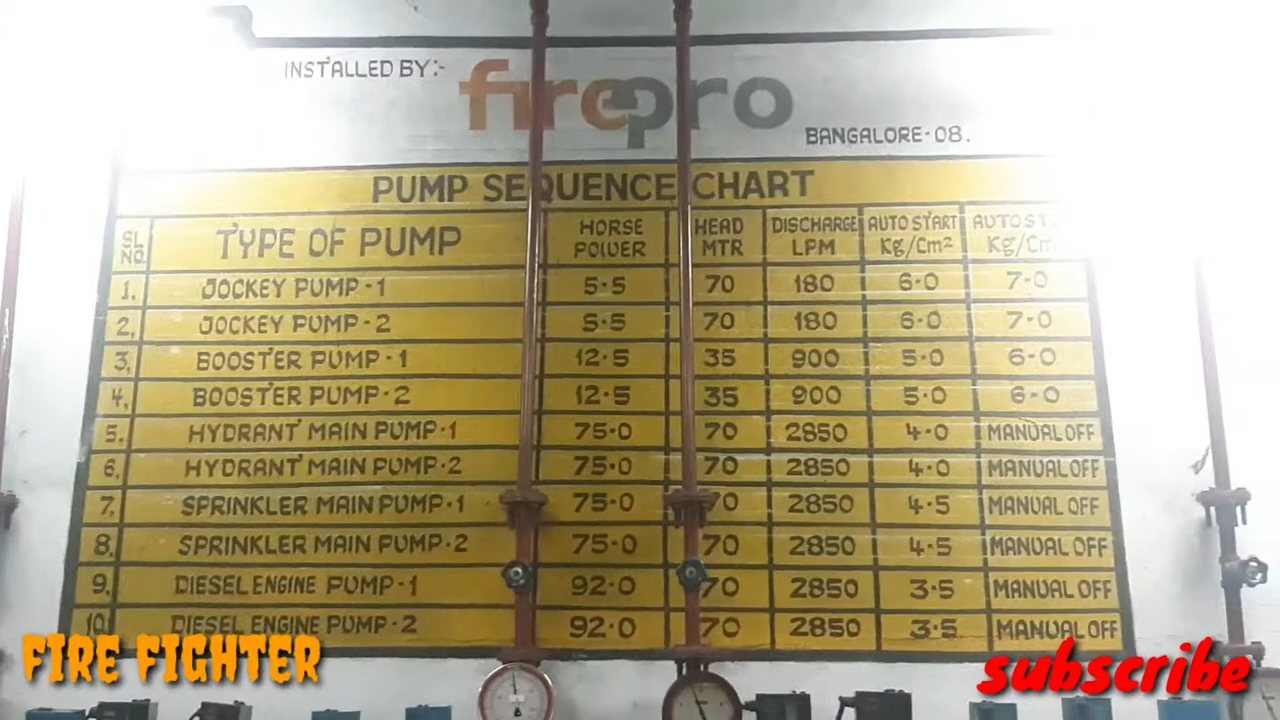 INSTALLED BY:-
firepro
BANGALORE-08.
PUMP SEQUENCE CHART
SL NO. TYPE OF PUMP HORSE POWER HEAD MTR DISCHARGE LPM AUTO START Kg/Cm² Kg/Cm
1. JOCKEY PUMP-1 5.5 70 180 6.0 7.0
2. JOCKEY PUMP-2 5.5 70 180 6.0 7.0
3. BOOSTER PUMP-1 12.5 35 900 5.0 6.0
4. BOOSTER PUMP-2 12.5 35 900 5.0 6.0
5. HYDRANT MAIN PUMP-1 75.0 70 2850 4.0 MANUAL OFF
6. HYDRANT MAIN PUMP-2 75.0 70 2850 4.0 MANUAL OFF
7. SPRINKLER MAIN PUMP-1 75.0 70 2850 4.5 MANUAL OFF
8. SPRINKLER MAIN PUMP-2 75.0 70 2850 4.5 MANUAL OFF
9. DIESEL ENGINE PUMP-1 92.0 70 2850 3.5 MANUAL OFF
10. DIESEL ENGINE PUMP-2 92.0 70 2850 3.5 MANUAL OFF
FIRE FIGHTER
subscribe